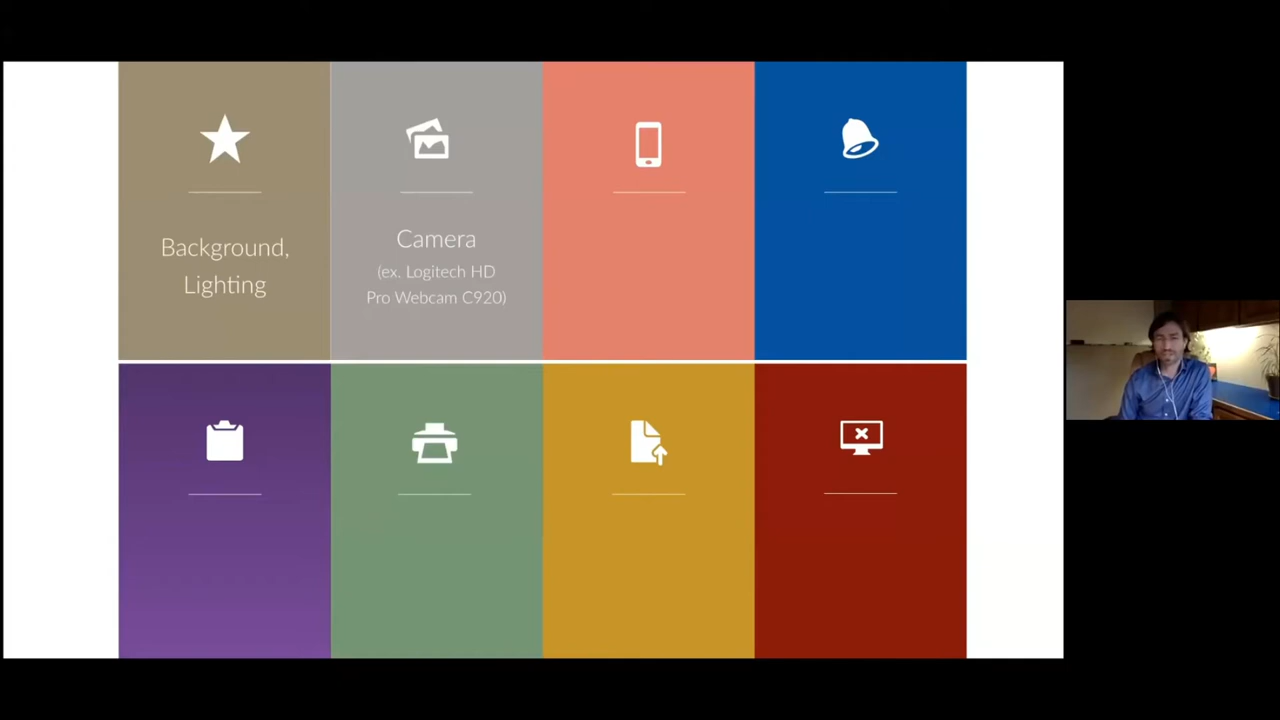 Background,
Lighting
Camera
(ex. Logitech HD
Pro Webcam C920)